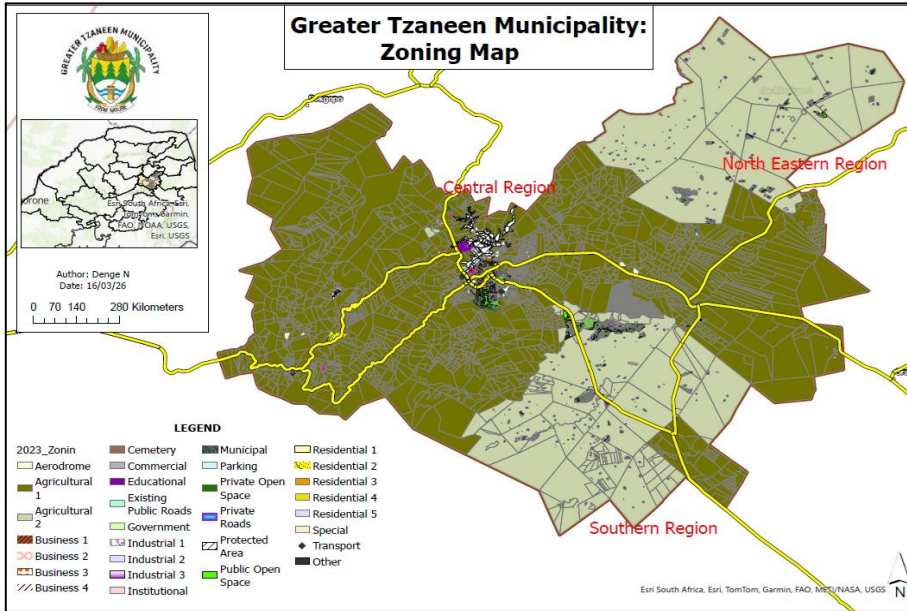 Greater Tzaneen Municipality:
Zoning Map
GREATER TZANEEN MUNICIPALITY
Esri South Africa, Esri,
TomTom, Garmin,
FAO, NOAA, USGS,
Esri, USGS
Author: Denge N
Date: 16/03/26
0 70 140 280 Kilometers
Central Region
North Eastern Region
Southern Region
LEGEND
2023_Zonin
Aerodrome
Agricultural
1
Agricultural
2
Business 1
Business 2
Business 3
Business 4
Cemetery
Commercial
Educational
Existing
Public Roads
Government
Industrial 1
Industrial 2
Industrial 3
Institutional
Municipal
Parking
Private Open
Space
Private
Roads
Protected
Area
Public Open
Space
Residential 1
Residential 2
Residential 3
Residential 4
Residential 5
Special
Transport
Other
Esri South Africa, Esri, TomTom, Garmin, FAO, METI/NASA, USGS
N